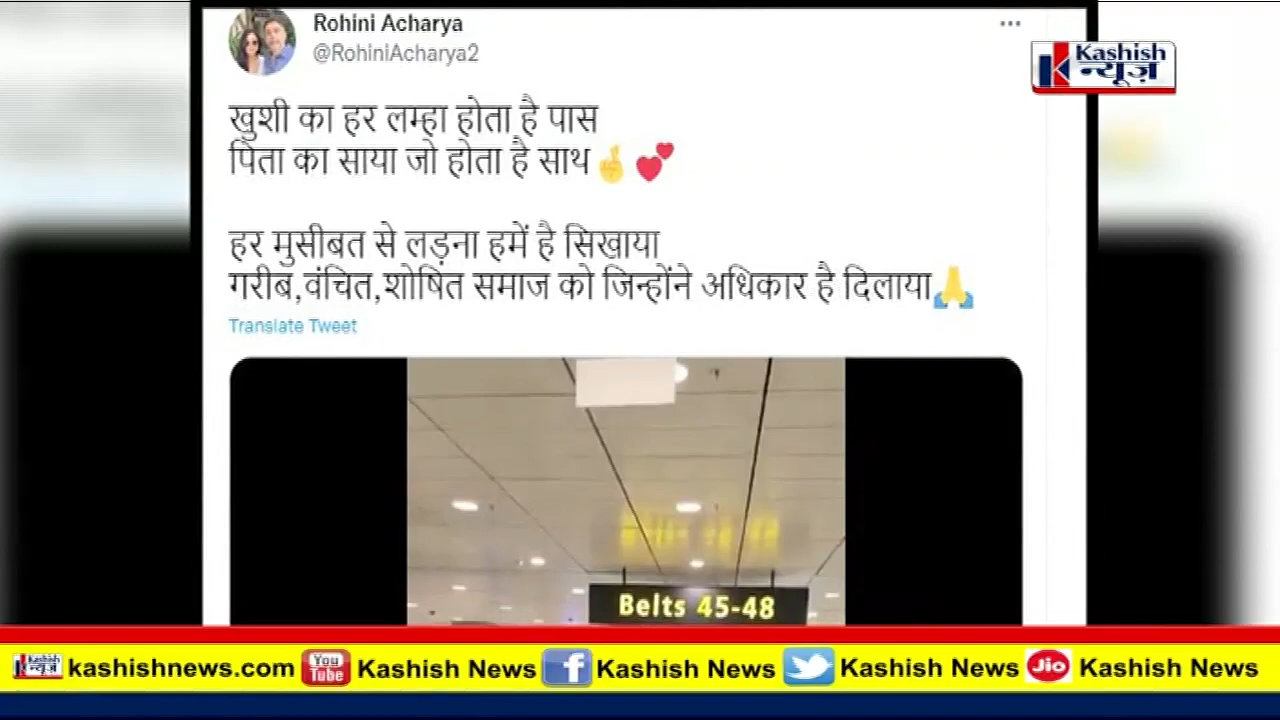 Rohini Acharya
@RohiniAcharya2
Kashish
न्यूज़
खुशी का हर लम्हा होता है पास
पिता का साया जो होता है साथ🤞💕
हर मुसीबत से लड़ना हमें है सिखाया
गरीब,वंचित,शोषित समाज को जिन्होंने अधिकार है दिलाया🙏
Translate Tweet
Belts 45-48
Kashish न्यूज़ kashishnews.com You Tube Kashish News f Kashish News Kashish News Jio Kashish News